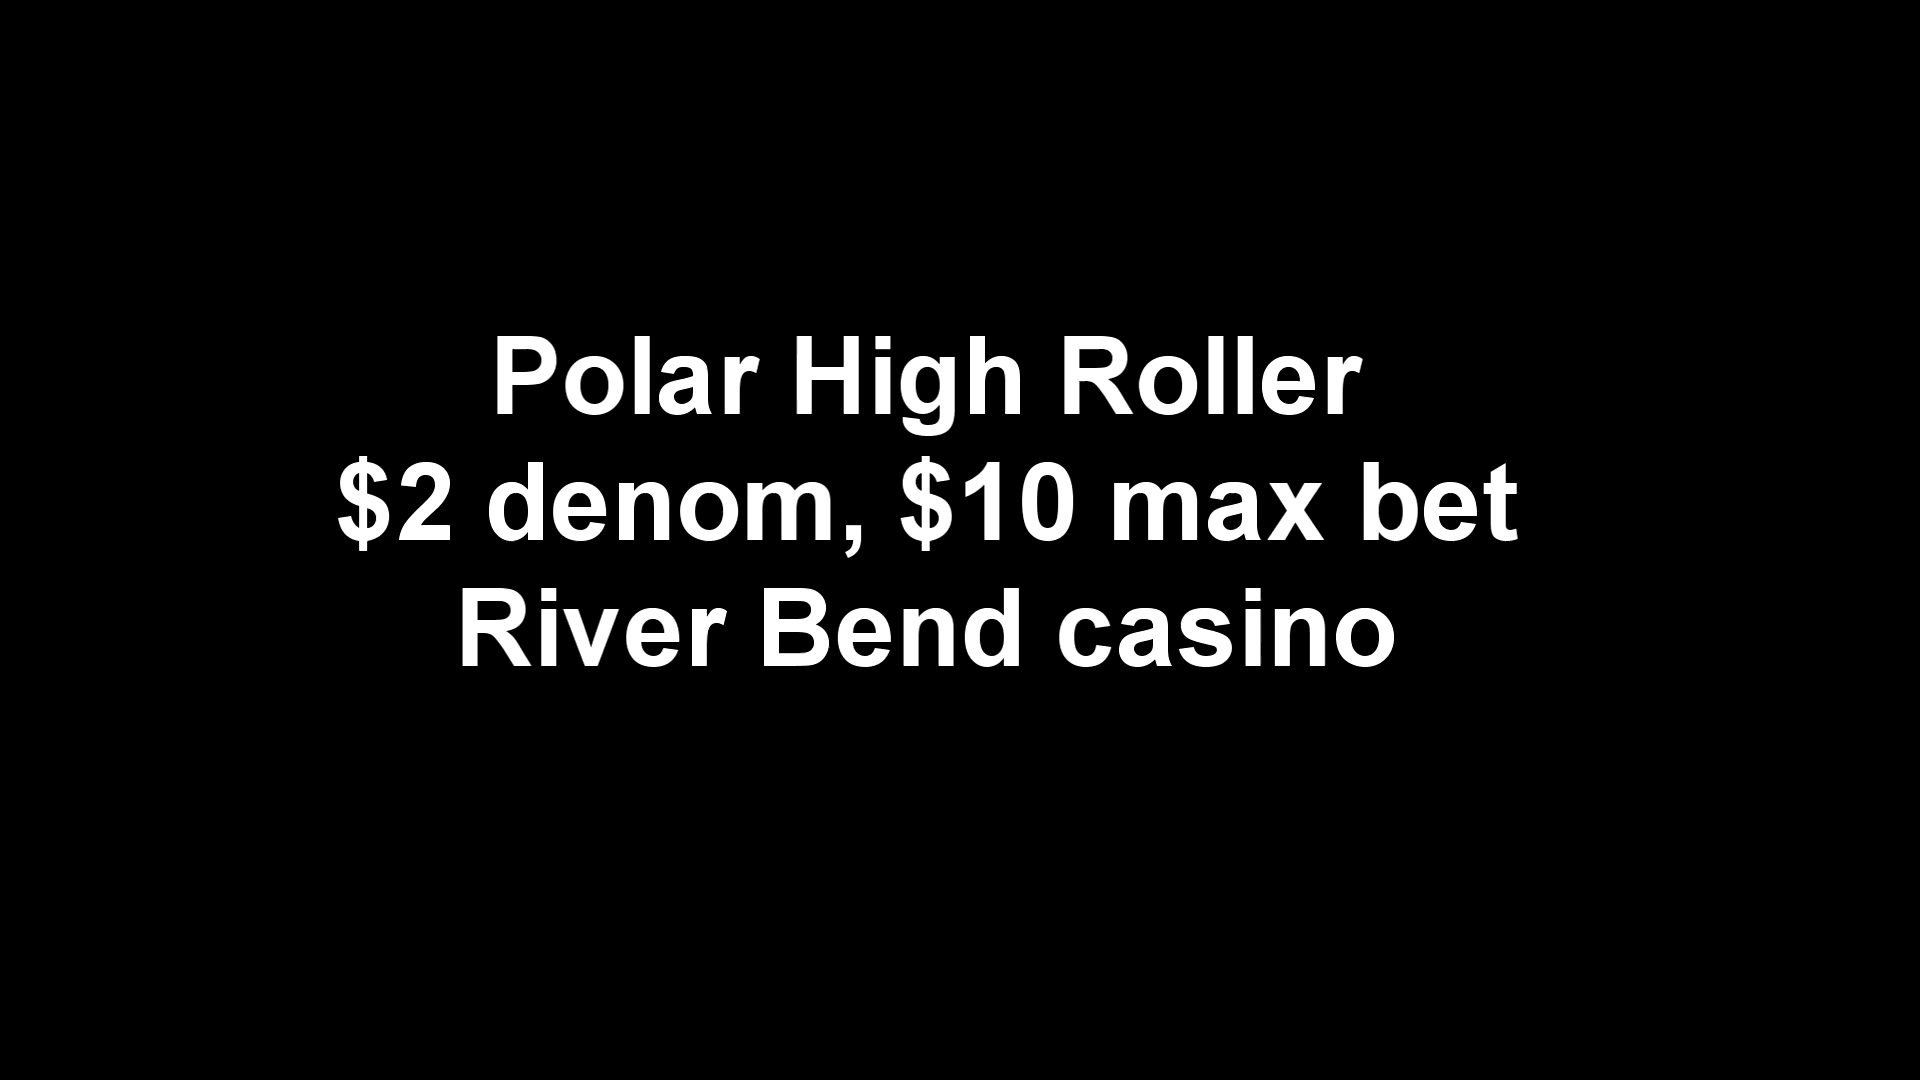 Polar High Roller
$2 denom, $10 max bet
River Bend casino